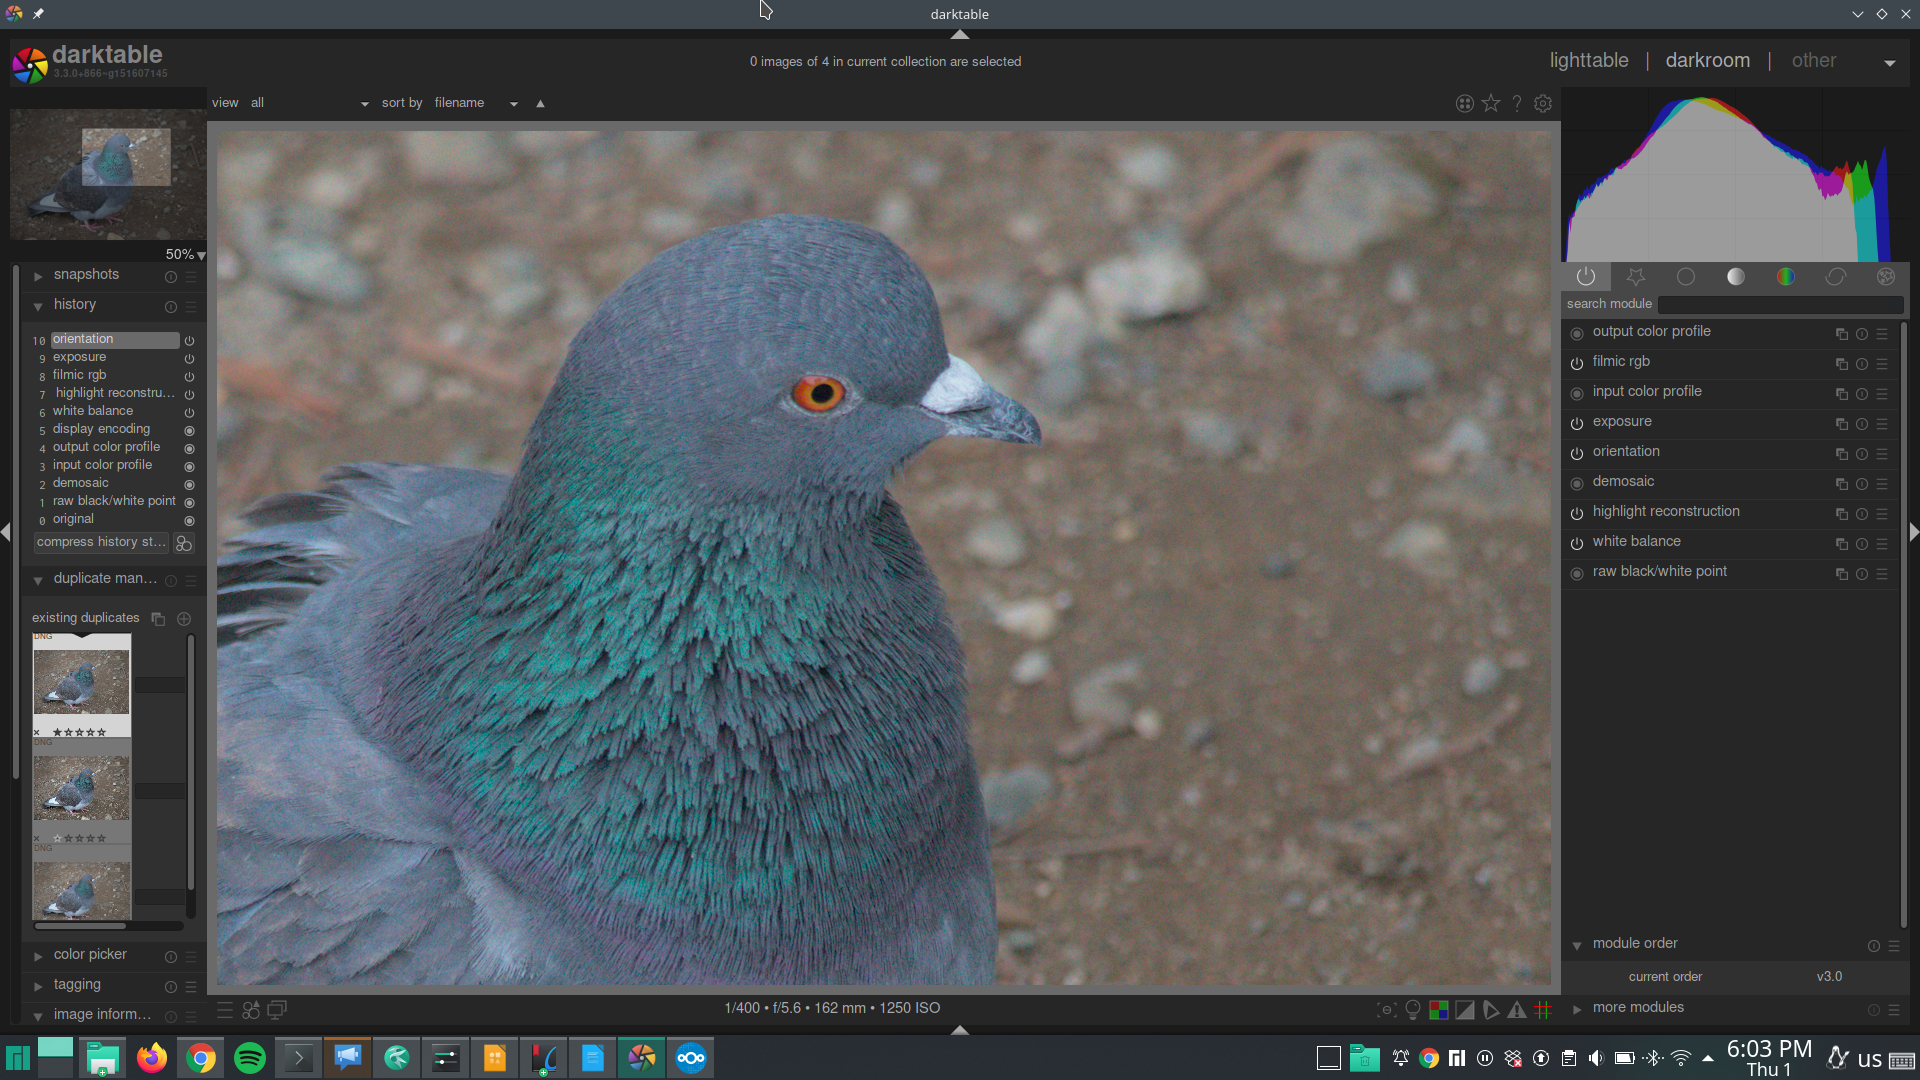 darktable
darktable
3.3.0+866~g151607145
0 images of 4 in current collection are selected
lighttable | darkroom | other
view all sort by filename
50%
snapshots
history
10 orientation
9 exposure
8 filmic rgb
7 highlight reconstru...
6 white balance
5 display encoding
4 output color profile
3 input color profile
2 demosaic
1 raw black/white point
0 original
compress history st...
duplicate man...
existing duplicates
DNG
DNG
DNG
color picker
tagging
image inform...
search module
output color profile
filmic rgb
input color profile
exposure
orientation
demosaic
highlight reconstruction
white balance
raw black/white point
module order
current order v3.0
more modules
1/400 • f/5.6 • 162 mm • 1250 ISO
6:03 PM
Thu 1
us